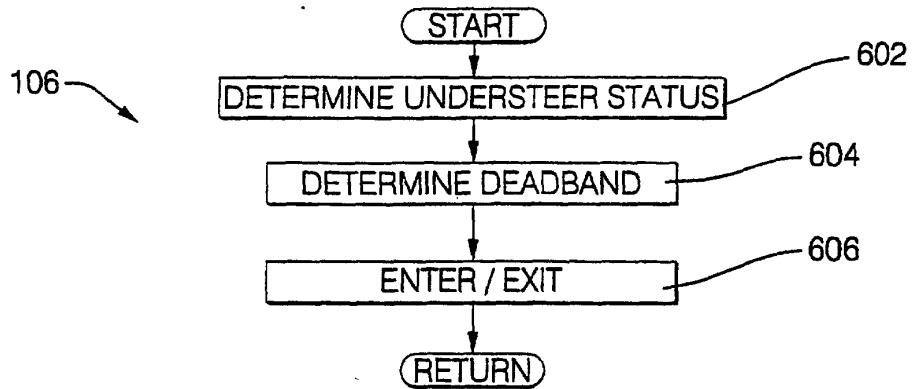 START
602
106
DETERMINE UNDERSTEER STATUS
604
DETERMINE DEADBAND
606
ENTER / EXIT
RETURN